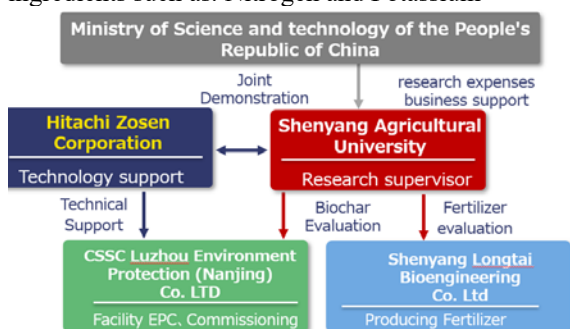 ingredients such as: Nitrogen and Potassium
Ministry of Science and technology of the People's
Republic of China
Joint
Demonstration
research expenses
business support
Hitachi Zosen
Corporation
Technology support
Shenyang Agricultural
University
Research supervisor
Technical
Support
Biochar
Evaluation
Fertilizer
evaluation
CSSC Luzhou Environment
Protection (Nanjing)
Co. LTD
Facility EPC、Commissioning
Shenyang Longtai
Bioengineering
Co. Ltd
Producing Fertilizer